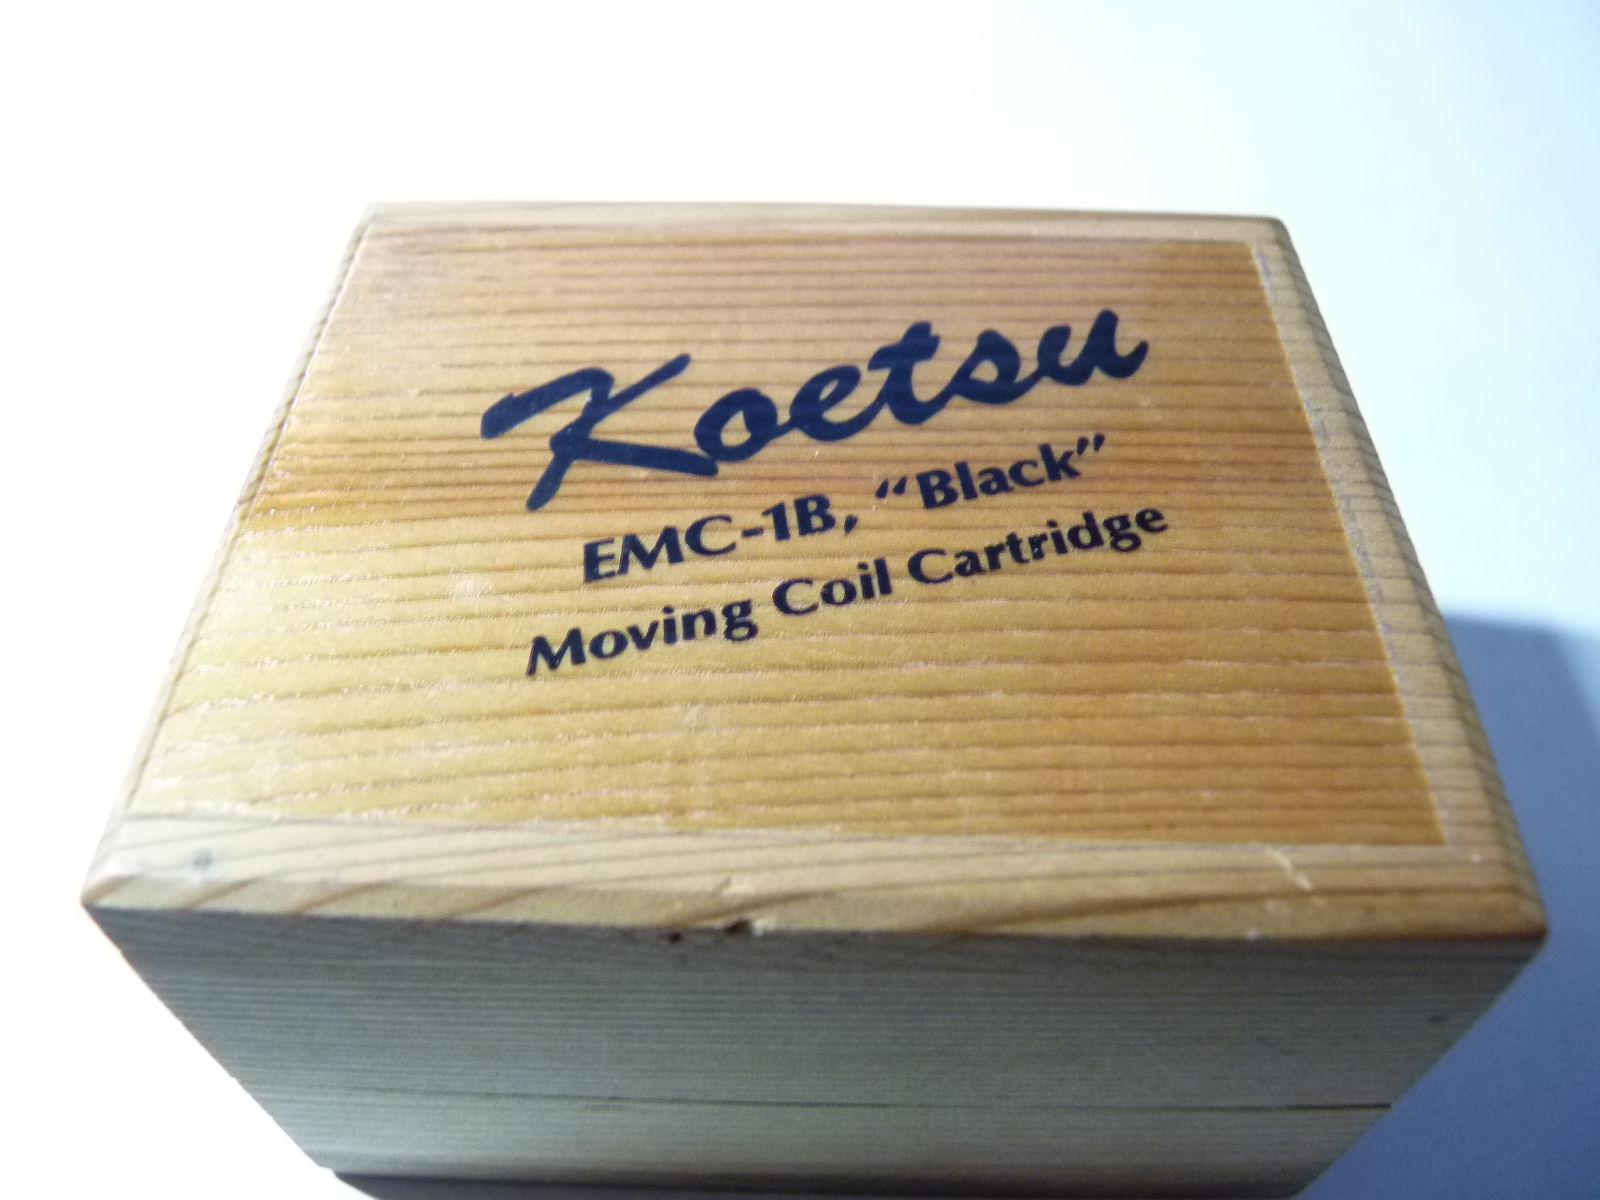 Koetsu
EMC-1B, “Black”
Moving Coil Cartridge